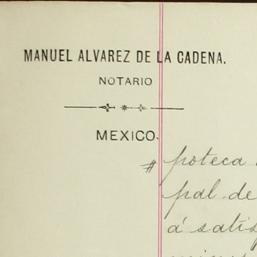 MANUEL ALVAREZ DE LA CADENA.
NOTARIO
MEXICO.
# poteca
pal de
á satis